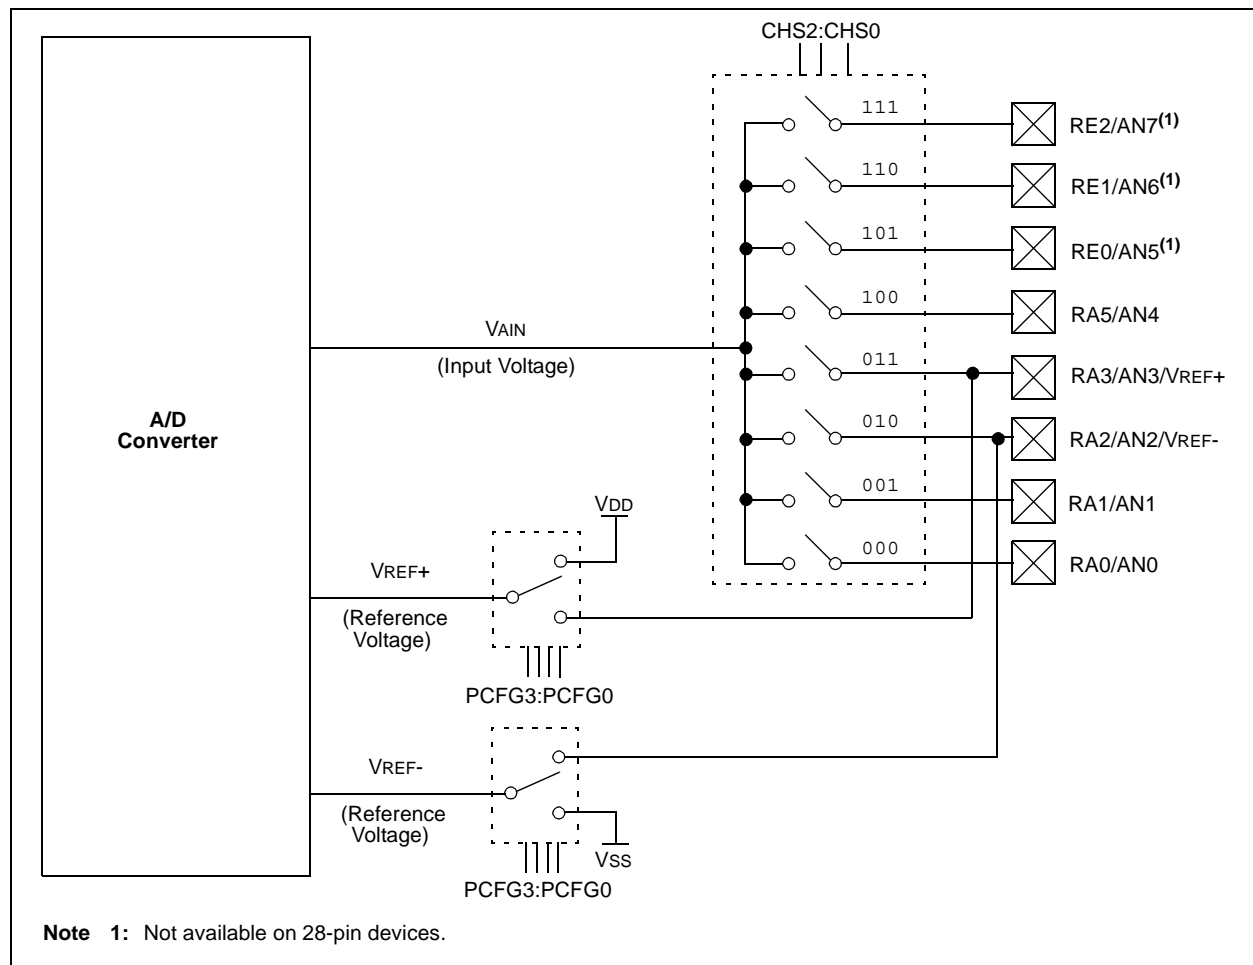 CHS2:CHS0
111
RE2/AN7(1)
110
RE1/AN6(1)
101
RE0/AN5(1)
100
RA5/AN4
VAIN
(Input Voltage)
011
RA3/AN3/VREF+
A/D
Converter
010
RA2/AN2/VREF-
001
RA1/AN1
VDD
000
RA0/AN0
VREF+
(Reference
Voltage)
PCFG3:PCFG0
VREF-
(Reference
Voltage)
VSS
PCFG3:PCFG0
Note 1: Not available on 28-pin devices.